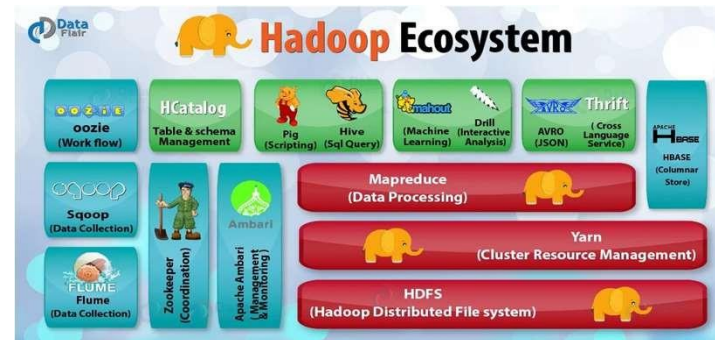 Data
Flair
Hadoop Ecosystem
OOZIE
oozie
(Work flow)
HCatalog
Table & schema
Management
Pig
(Scripting)
Hive
(Sql Query)
mahout
(Machine
Learning)
Drill
(Interactive
Analysis)
AVRO
AVRO
(JSON)
Thrift
( Cross
Language
Service)
APACHE
HBASE
HBASE
(Columnar
Store)
sqoop
Sqoop
(Data Collection)
Zookeeper
(Coordination)
Ambari
Apache Ambari
(Management
& Monitoring )
Mapreduce
(Data Processing)
Yarn
(Cluster Resource Management)
FLUME
Flume
(Data Collection)
HDFS
(Hadoop Distributed File system)